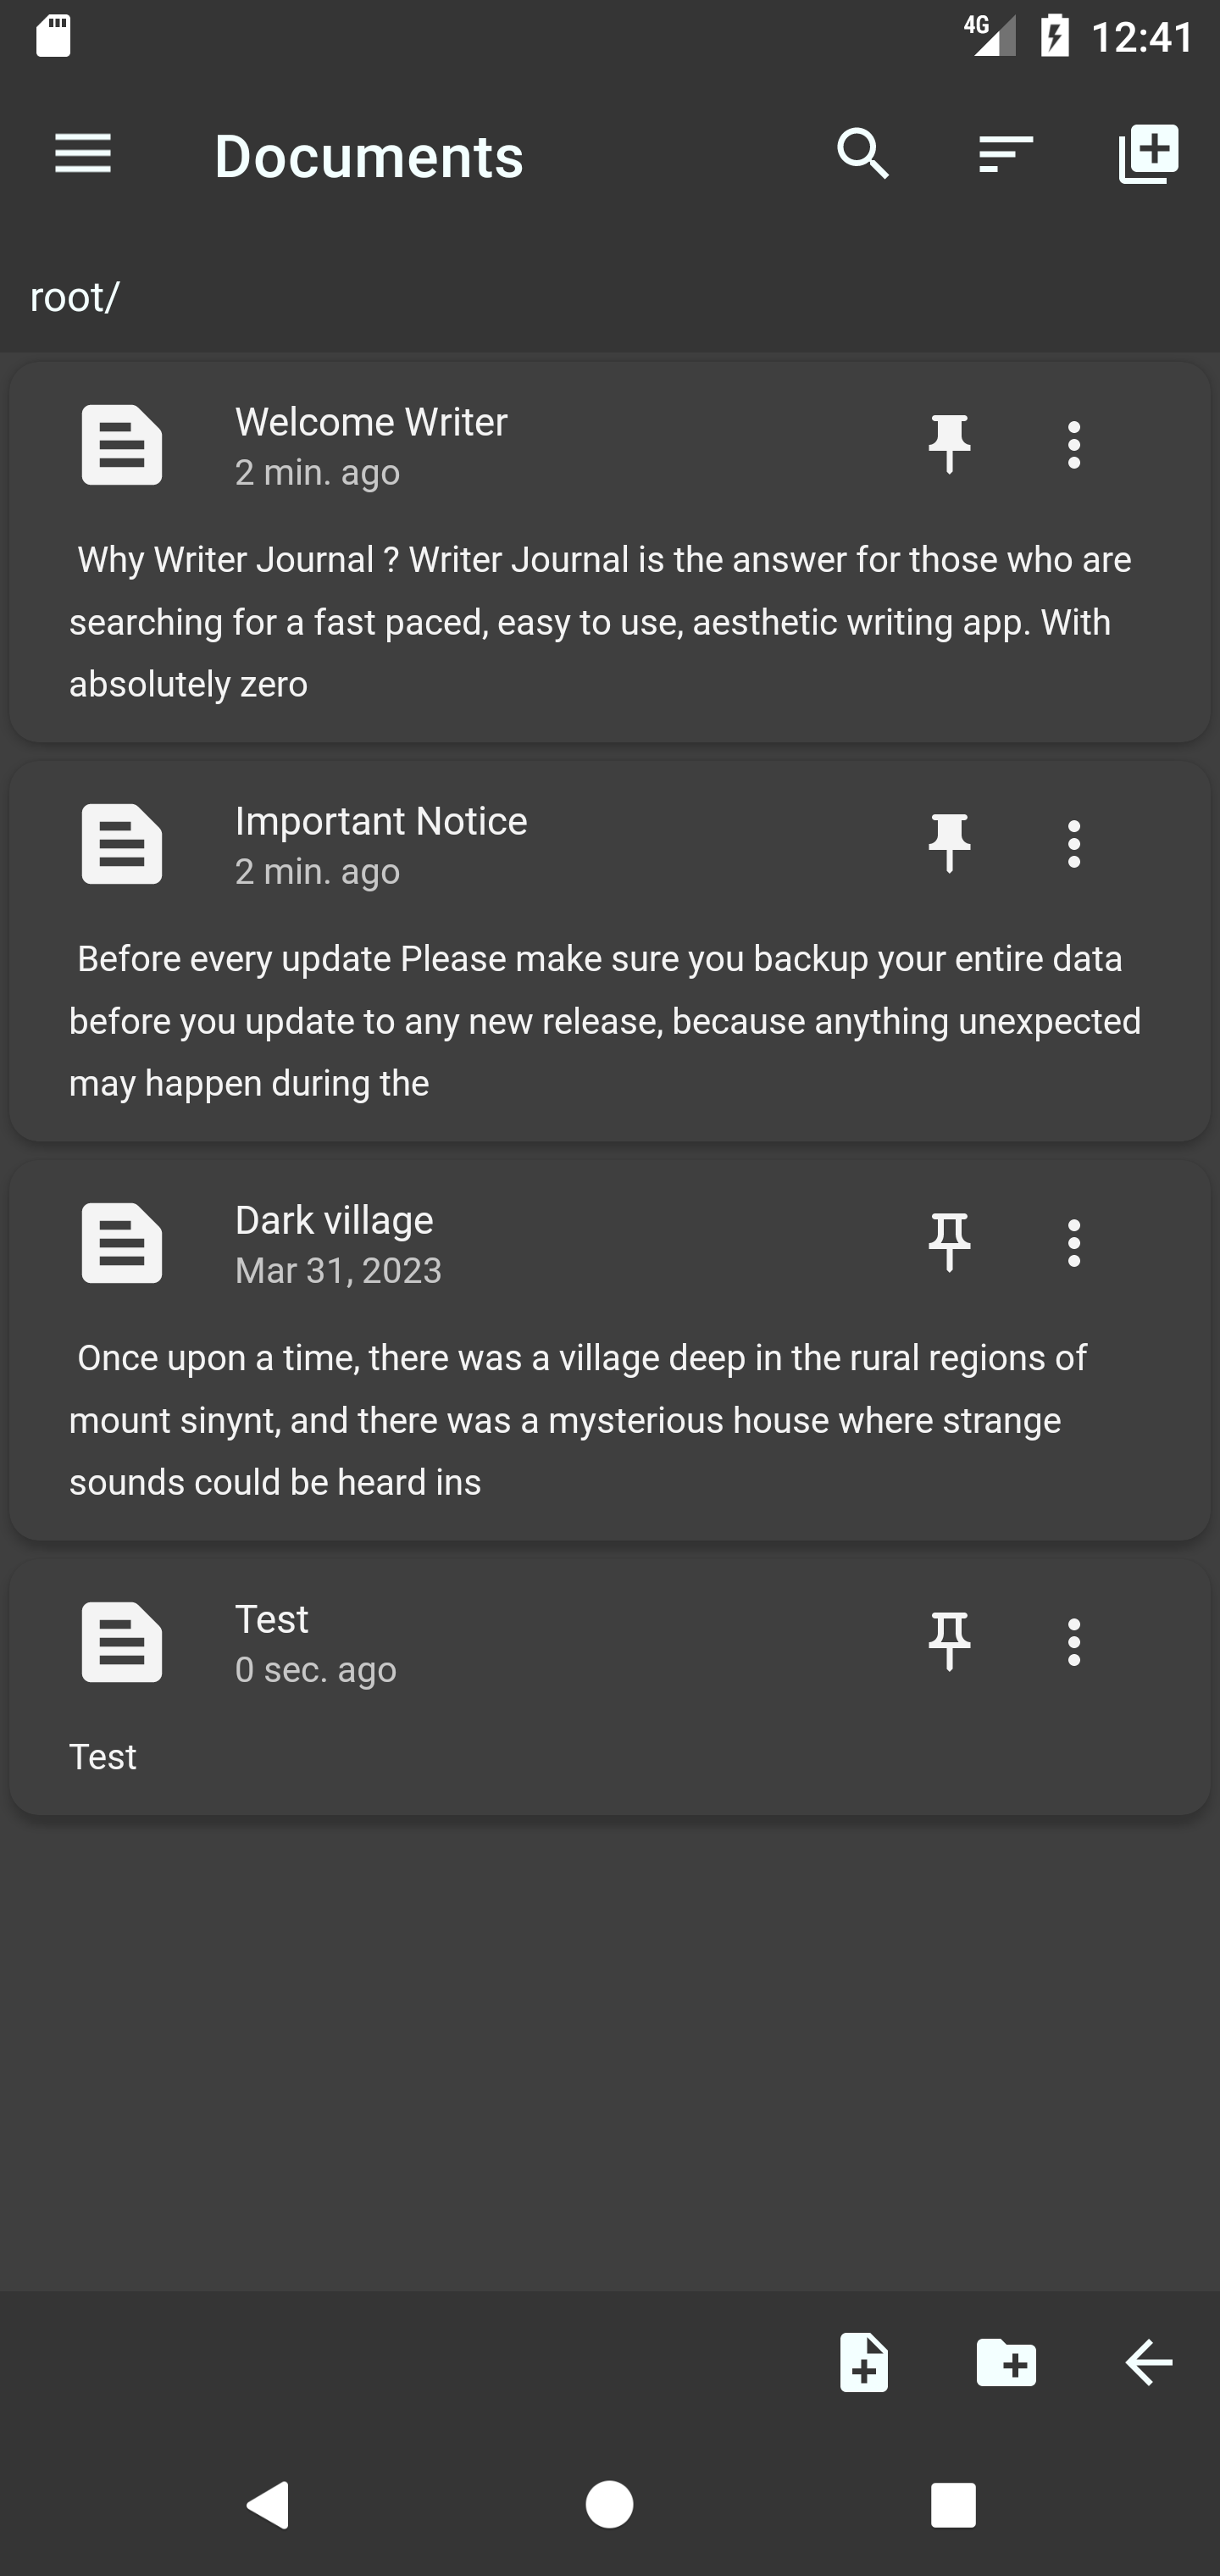 4G 12:41
Documents
root/
Welcome Writer
2 min. ago
Why Writer Journal ? Writer Journal is the answer for those who are
searching for a fast paced, easy to use, aesthetic writing app. With
absolutely zero
Important Notice
2 min. ago
Before every update Please make sure you backup your entire data
before you update to any new release, because anything unexpected
may happen during the
Dark village
Mar 31, 2023
Once upon a time, there was a village deep in the rural regions of
mount sinynt, and there was a mysterious house where strange
sounds could be heard ins
Test
0 sec. ago
Test